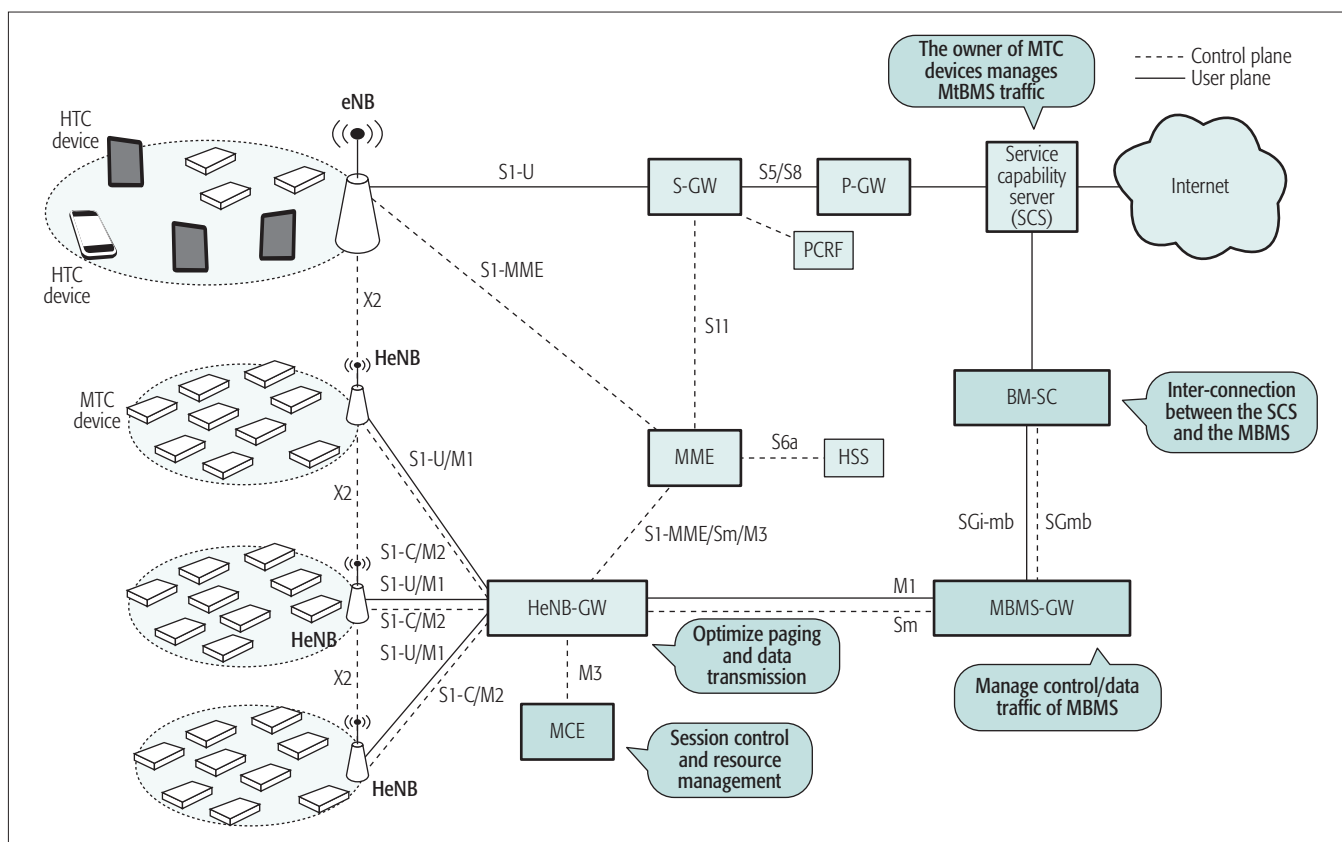 The owner of MTC
devices manages
MtBMS traffic
Control plane
User plane
eNB
HTC
device
HTC
device
S1-U
S-GW
S5/S8
P-GW
Service
capability
server
(SCS)
Internet
PCRF
S1-MME
X2
S11
HeNB
MTC
device
BM-SC
Inter-connection
between the SCS
and the MBMS
MME
S6a
HSS
S1-U/M1
X2
S1-MME/Sm/M3
SGi-mb
SGmb
S1-C/M2
S1-U/M1
HeNB-GW
M1
Sm
MBMS-GW
HeNB
S1-C/M2
S1-U/M1
Optimize paging
and data
transmission
X2
S1-C/M2
M3
Manage control/data
traffic of MBMS
MCE
Session control
and resource
management
HeNB